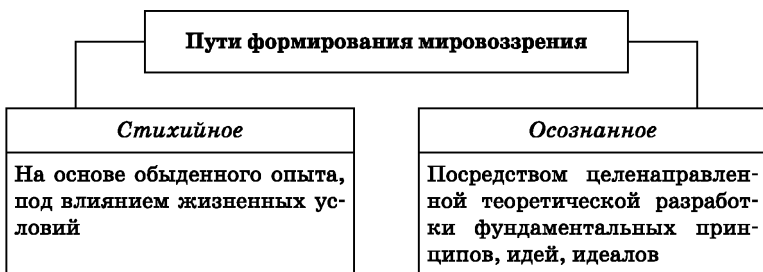 Пути формирования мировоззрения
Стихийное
На основе обыденного опыта,
под влиянием жизненных ус-
ловий
Осознанное
Посредством целенаправлен-
ной теоретической разработ-
ки фундаментальных прин-
ципов, идей, идеалов